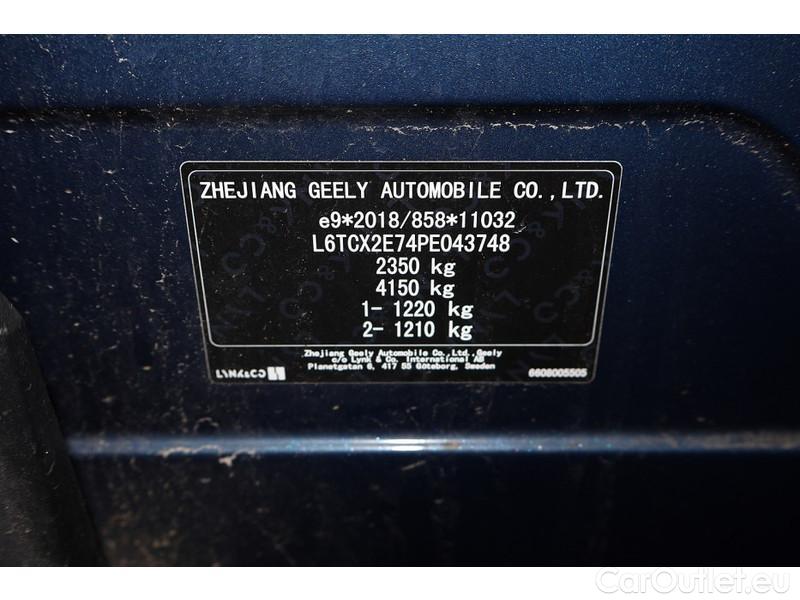 ZHEJIANG GEELY AUTOMOBILE CO.,LTD.
e9*2018/858*11032
L6TCX2E74PE043748
2350 kg
4150 kg
1- 1220 kg
2- 1210 kg
Zhejiang Geely Automobile Co., Ltd., Geely
c/o Lynk & Co. International AB
Planetgatan 6, 417 55 Göteborg, Sweden
LYNK&CO
6608005505
CarOutlet.eu